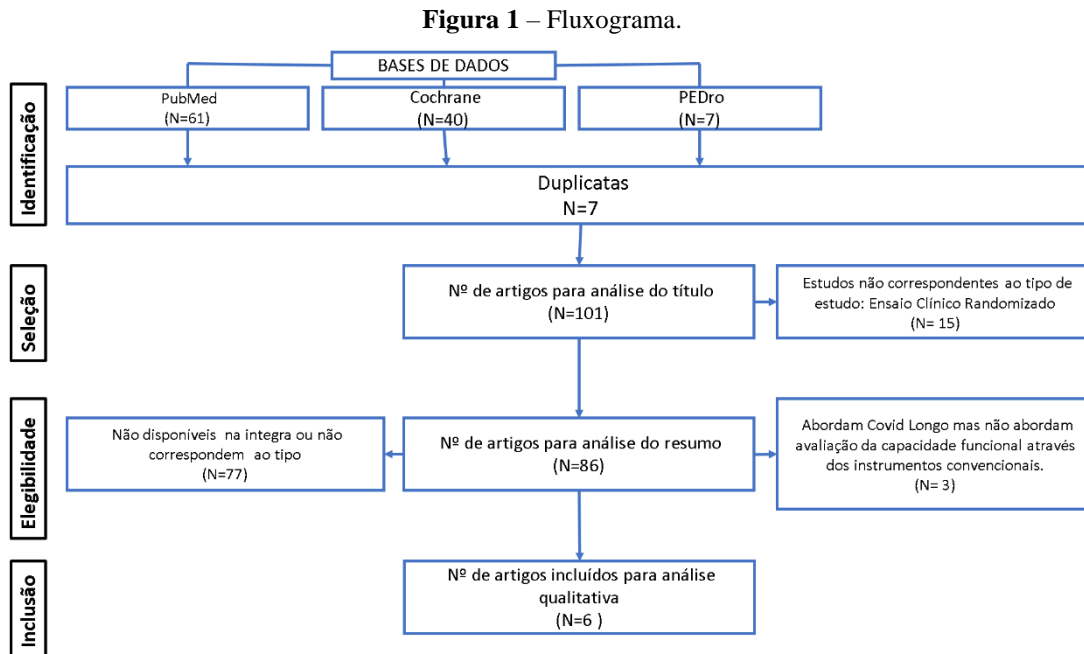 Figura 1 – Fluxograma.
BASES DE DADOS
Identificação
PubMed
(N=61)
Cochrane
(N=40)
PEDro
(N=7)
Duplicatas
N=7
Seleção
Nº de artigos para análise do título
(N=101)
Estudos não correspondentes ao tipo de
estudo: Ensaio Clínico Randomizado
(N= 15)
Elegibilidade
Não disponíveis na integra ou não
correspondem ao tipo
(N=77)
Nº de artigos para análise do resumo
(N=86)
Abordam Covid Longo mas não abordam
avaliação da capacidade funcional através
dos instrumentos convencionais.
(N= 3)
Inclusão
Nº de artigos incluídos para análise
qualitativa
(N=6 )